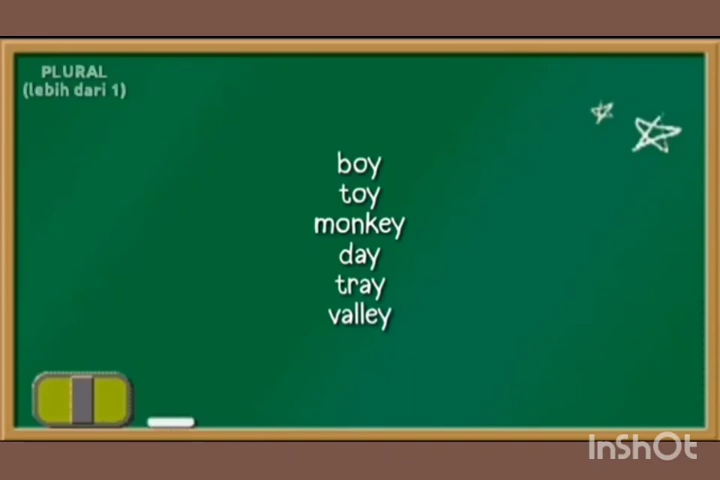 PLURAL
(lebih dari 1)
boy
toy
monkey
day
tray
valley
InShOt